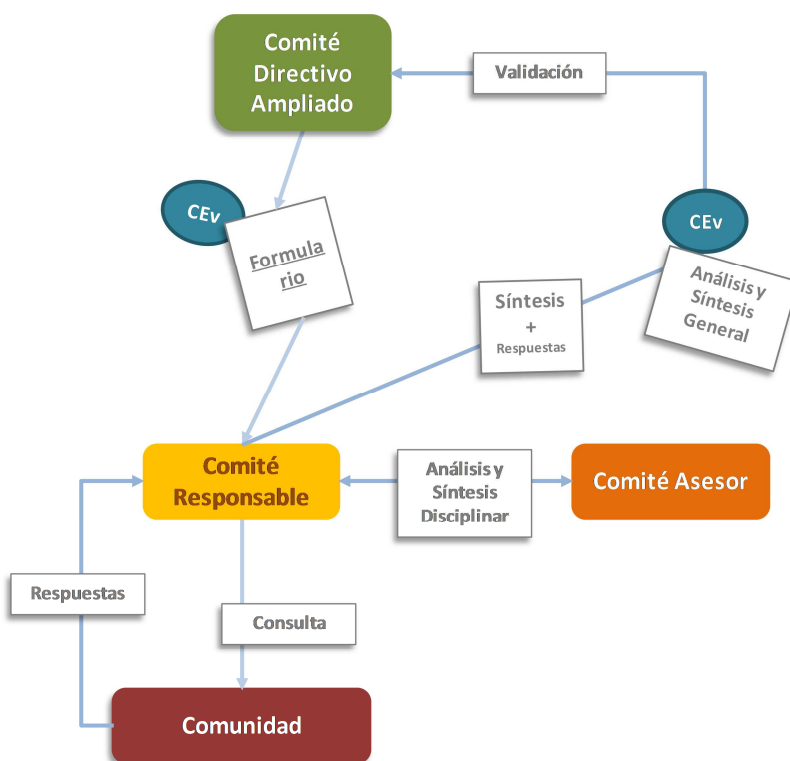 Comité
Directivo
Ampliado
Validación
CEv
Formula
rio
CEv
Análisis y
Síntesis
General
Síntesis
+
Respuestas
Comité
Responsable
Análisis y
Síntesis
Disciplinar
Comité Asesor
Respuestas
Consulta
Comunidad